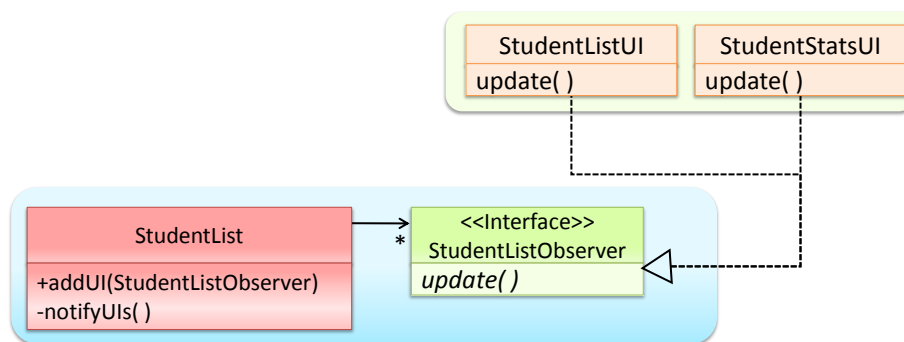 StudentListUI
update( )
StudentStatsUI
update( )
StudentList
+addUI(StudentListObserver)
-notifyUIs( )
*
<<Interface>>
StudentListObserver
update( )